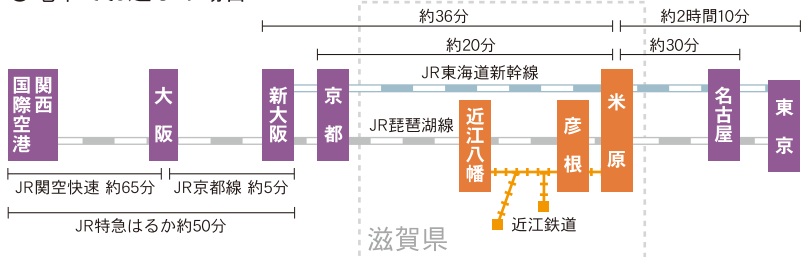 約36分
約2時間10分
約20分
約30分
JR東海道新幹線
関西国際空港
大阪
新大阪
京都
JR琵琶湖線
近江八幡
彦根
米原
名古屋
東京
JR関空快速 約65分
JR京都線 約5分
JR特急はるか約50分
近江鉄道
滋賀県